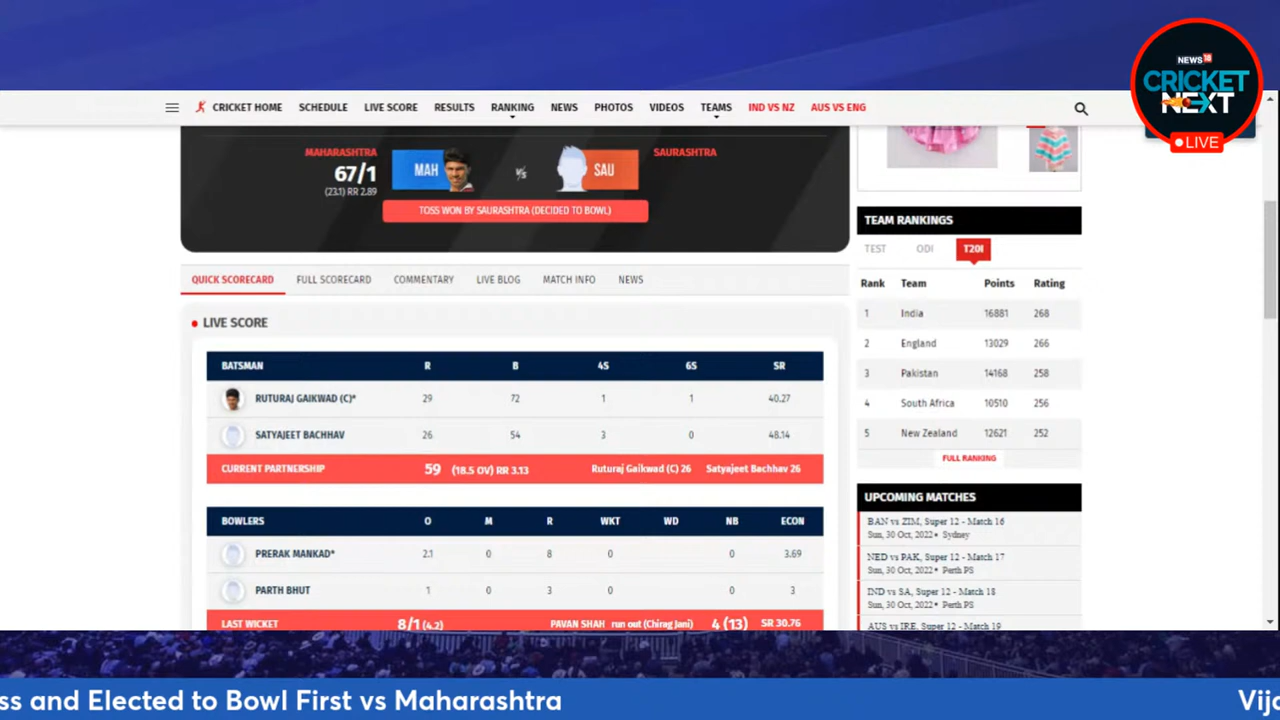 NEWS18
CRICKET
NEXT
LIVE
CRICKET HOME SCHEDULE LIVE SCORE RESULTS RANKING NEWS PHOTOS VIDEOS TEAMS IND VS NZ AUS VS ENG
MAHARASHTRA
67/1
(23.1) RR 2.89
MAH
V/S
SAU
SAURASHTRA
TOSS WON BY SAURASHTRA (DECIDED TO BOWL)
QUICK SCORECARD FULL SCORECARD COMMENTARY LIVE BLOG MATCH INFO NEWS
LIVE SCORE
BATSMAN R B 4S 6S SR
RUTURAJ GAIKWAD (C)* 29 72 1 1 40.27
SATYAJEET BACHHAV 26 54 3 0 48.14
CURRENT PARTNERSHIP 59 (18.5 OV) RR 3.13 Ruturaj Gaikwad (C) 26 Satyajeet Bachhav 26
BOWLERS O M R WKT WD NB ECON
PRERAK MANKAD* 2.1 0 8 0 0 3.69
PARTH BHUT 1 0 3 0 0 3
LAST WICKET 8/1 (4.2) PAVAN SHAH run out (Chirag Jani) 4 (13) SR 30.76
TEAM RANKINGS
TEST ODI T20I
Rank Team Points Rating
1 India 16881 268
2 England 13029 266
3 Pakistan 14168 258
4 South Africa 10510 256
5 New Zealand 12621 252
FULL RANKING
UPCOMING MATCHES
BAN vs ZIM, Super 12 - Match 16
Sun, 30 Oct, 2022 • Sydney
NED vs PAK, Super 12 - Match 17
Sun, 30 Oct, 2022 • Perth PS
IND vs SA, Super 12 - Match 18
Sun, 30 Oct, 2022 • Perth PS
AUS vs IRE, Super 12 - Match 19
ss and Elected to Bowl First vs Maharashtra
Vija